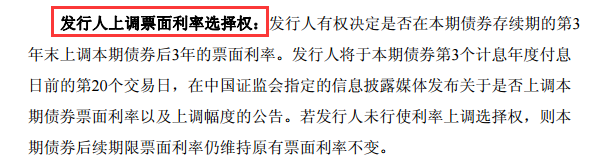 发行人上调票面利率选择权：发行人有权决定是否在本期债券存续期的第3
年末上调本期债券后3年的票面利率。发行人将于本期债券第3个计息年度付息
日前的第20个交易日，在中国证监会指定的信息披露媒体发布关于是否上调本
期债券票面利率以及上调幅度的公告。若发行人未行使利率上调选择权，则本
期债券后续期限票面利率仍维持原有票面利率不变。